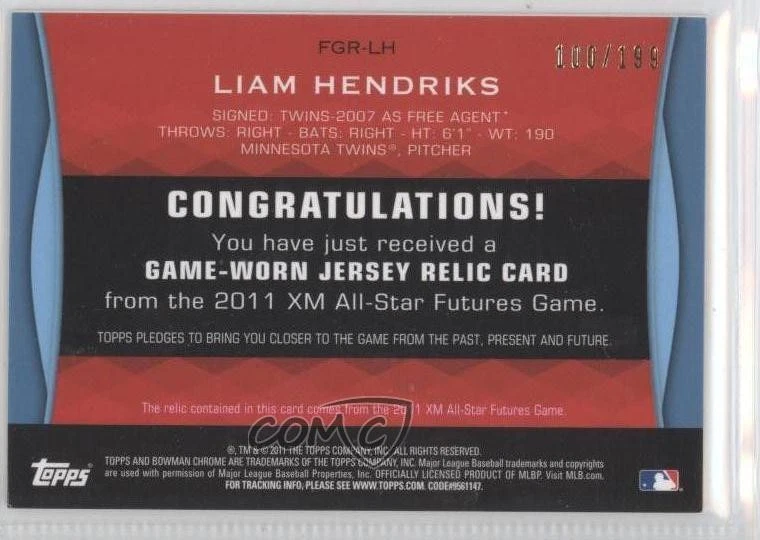 FGR-LH
100/199
LIAM HENDRIKS
SIGNED: TWINS-2007 AS FREE AGENT*
THROWS: RIGHT - BATS: RIGHT - HT: 6'1" - WT: 190
MINNESOTA TWINS®, PITCHER
CONGRATULATIONS!
You have just received a
GAME-WORN JERSEY RELIC CARD
from the 2011 XM All-Star Futures Game.
TOPPS PLEDGES TO BRING YOU CLOSER TO THE GAME FROM THE PAST, PRESENT AND FUTURE.
The relic contained in this card comes from the 2011 XM All-Star Futures Game.
COMC
®, TM & © 2011 THE TOPPS COMPANY, INC. ALL RIGHTS RESERVED.
TOPPS AND BOWMAN CHROME ARE TRADEMARKS OF THE TOPPS COMPANY, INC. Major League Baseball trademarks and copyrights
are used with permission of Major League Baseball Properties, Inc. OFFICIALLY LICENSED PRODUCT OF MLBP. Visit MLB.com.
FOR TRACKING INFO, PLEASE SEE WWW.TOPPS.COM. CODE#9561147.
topps